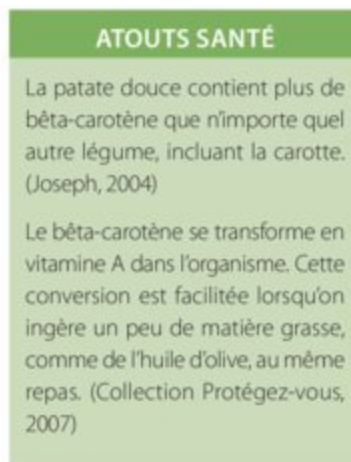 ATOUTS SANTÉ
La patate douce contient plus de
bêta-carotène que n'importe quel
autre légume, incluant la carotte.
(Joseph, 2004)
Le bêta-carotène se transforme en
vitamine A dans l'organisme. Cette
conversion est facilitée lorsqu'on
ingère un peu de matière grasse,
comme de l'huile d'olive, au même
repas. (Collection Protégez-vous,
2007)